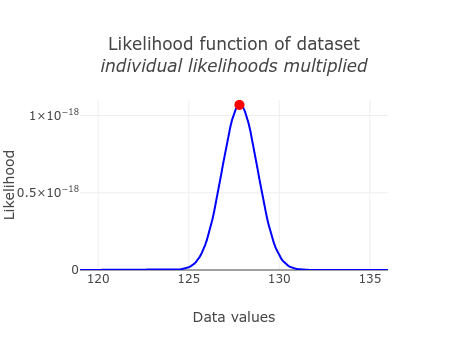 Likelihood function of dataset
individual likelihoods multiplied
1×10⁻¹⁸
0.5×10⁻¹⁸
0
Likelihood
120 125 130 135
Data values